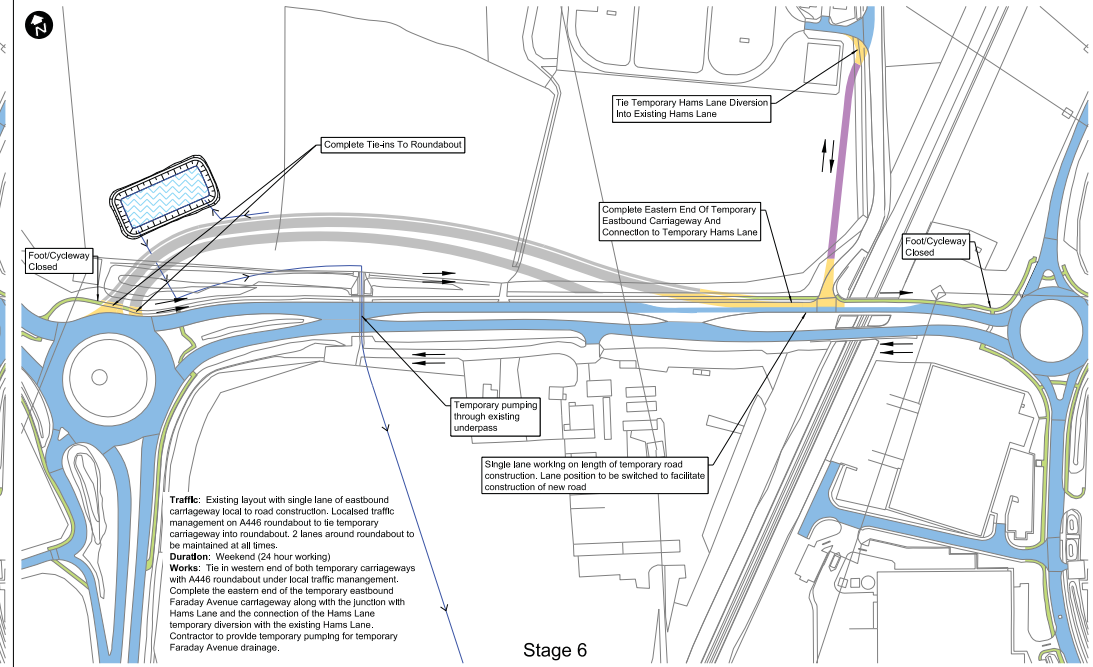 N
Tie Temporary Hams Lane Diversion
Into Existing Hams Lane
Complete Tie-ins To Roundabout
Complete Eastern End Of Temporary
Eastbound Carriageway And
Connection to Temporary Hams Lane
Foot/Cycleway
Closed
Foot/Cycleway
Closed
Temporary pumping
through existing
underpass
Single lane working on length of temporary road
construction. Lane position to be switched to facilitate
construction of new road
Traffic: Existing layout with single lane of eastbound
carriageway local to road construction. Localsed traffic
management on A446 roundabout to tie temporary
carriageway into roundabout. 2 lanes around roundabout to
be maintained at all times.
Duration: Weekend (24 hour working)
Works: Tie in western end of both temporary carriageways
with A446 roundabout under local traffic manangement.
Complete the eastern end of the temporary eastbound
Faraday Avenue carriageway along with the junction with
Hams Lane and the connection of the Hams Lane
temporary diversion with the existing Hams Lane.
Contractor to provide temporary pumping for temporary
Faraday Avenue drainage.
Stage 6